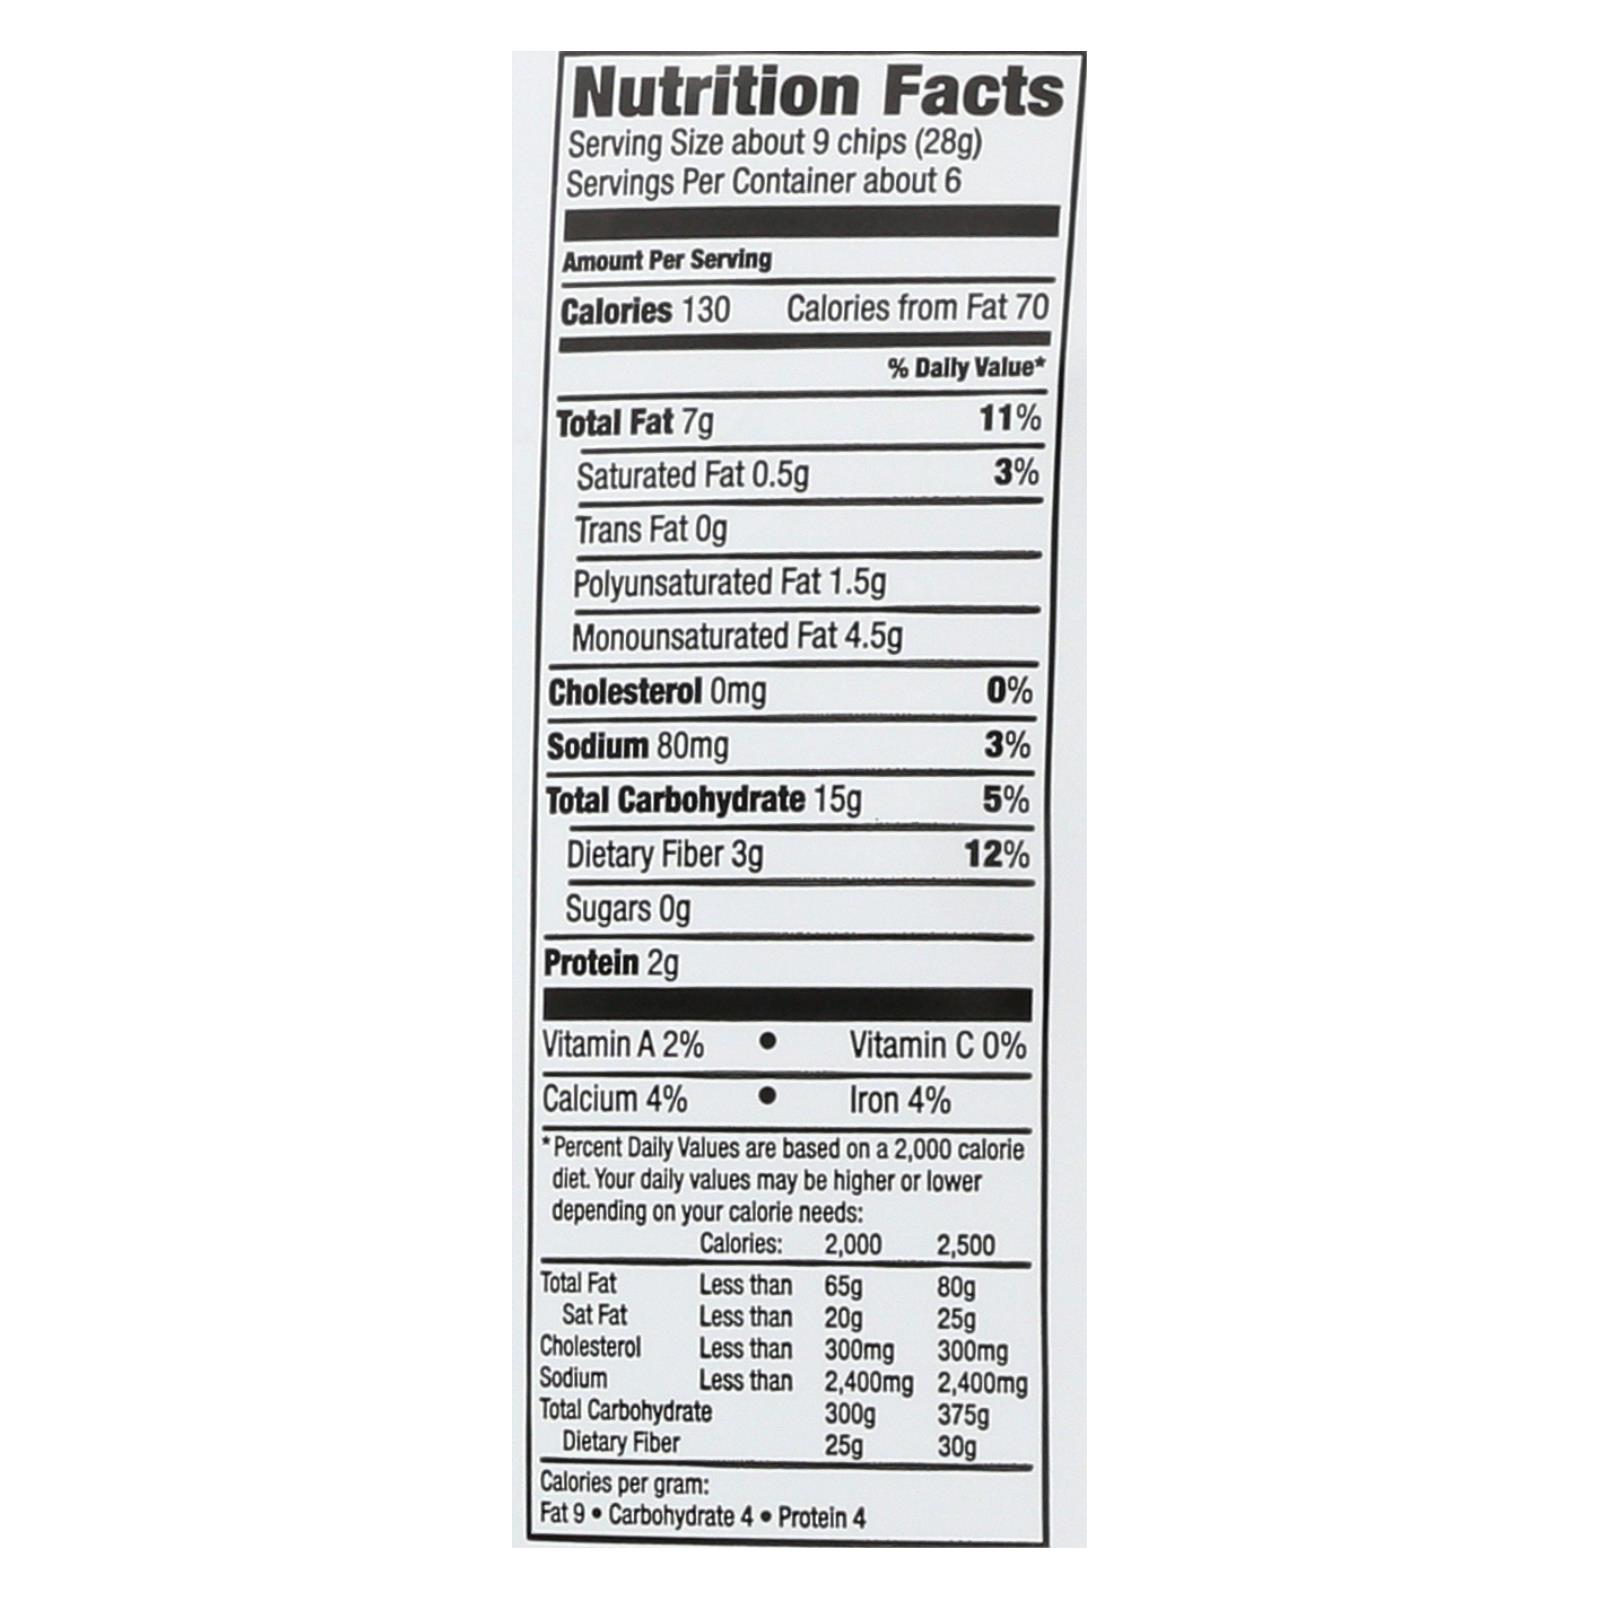 Nutrition Facts
Serving Size about 9 chips (28g)
Servings Per Container about 6
Amount Per Serving
Calories 130 Calories from Fat 70
% Daily Value*
Total Fat 7g 11%
Saturated Fat 0.5g 3%
Trans Fat 0g
Polyunsaturated Fat 1.5g
Monounsaturated Fat 4.5g
Cholesterol 0mg 0%
Sodium 80mg 3%
Total Carbohydrate 15g 5%
Dietary Fiber 3g 12%
Sugars 0g
Protein 2g
Vitamin A 2% • Vitamin C 0%
Calcium 4% • Iron 4%
*Percent Daily Values are based on a 2,000 calorie
diet. Your daily values may be higher or lower
depending on your calorie needs:
Calories: 2,000 2,500
Total Fat Less than 65g 80g
Sat Fat Less than 20g 25g
Cholesterol Less than 300mg 300mg
Sodium Less than 2,400mg 2,400mg
Total Carbohydrate 300g 375g
Dietary Fiber 25g 30g
Calories per gram:
Fat 9 • Carbohydrate 4 • Protein 4